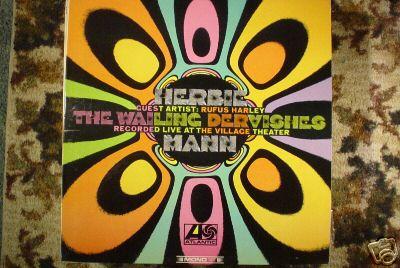 HERBIE
GUEST ARTIST: RUFUS HARLEY
THE WAILING DERVISHES
RECORDED LIVE AT THE VILLAGE THEATER
MANN
ATLANTIC
MONO